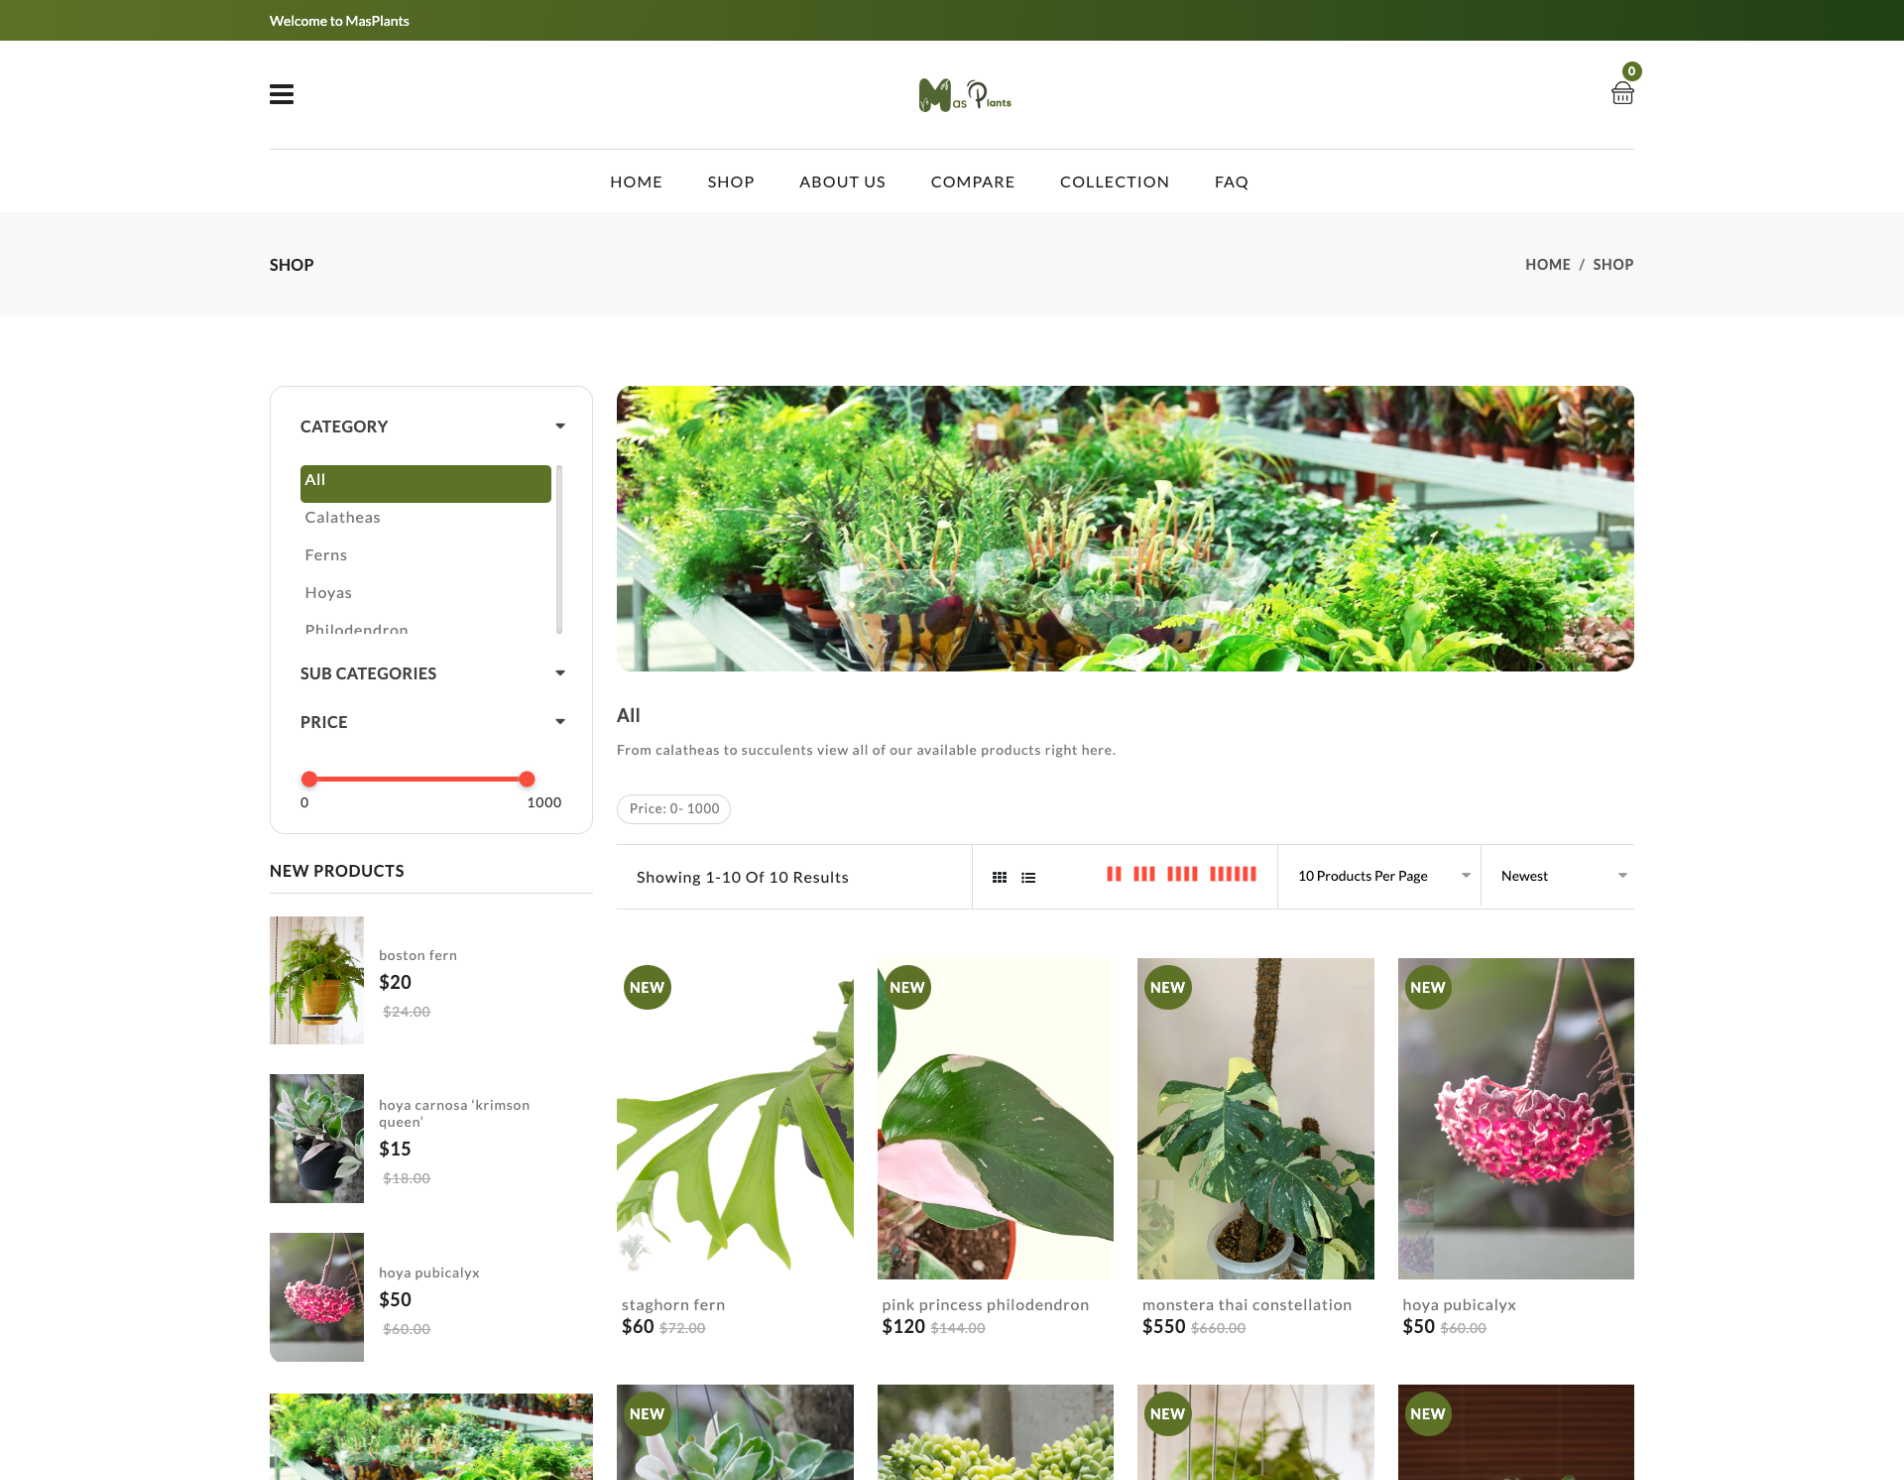 Welcome to MasPlants
Mas Plants
0
HOME SHOP ABOUT US COMPARE COLLECTION FAQ
SHOP
HOME / SHOP
CATEGORY
All
Calatheas
Ferns
Hoyas
Philodendron
SUB CATEGORIES
PRICE
0 1000
NEW PRODUCTS
boston fern
$20
$24.00
hoya carnosa ‘krimson
queen’
$15
$18.00
hoya pubicalyx
$50
$60.00
All
From calatheas to succulents view all of our available products right here.
Price: 0- 1000
Showing 1-10 Of 10 Results
10 Products Per Page
Newest
NEW
NEW
NEW
NEW
staghorn fern
$60 $72.00
pink princess philodendron
$120 $144.00
monstera thai constellation
$550 $660.00
hoya pubicalyx
$50 $60.00
NEW
NEW
NEW